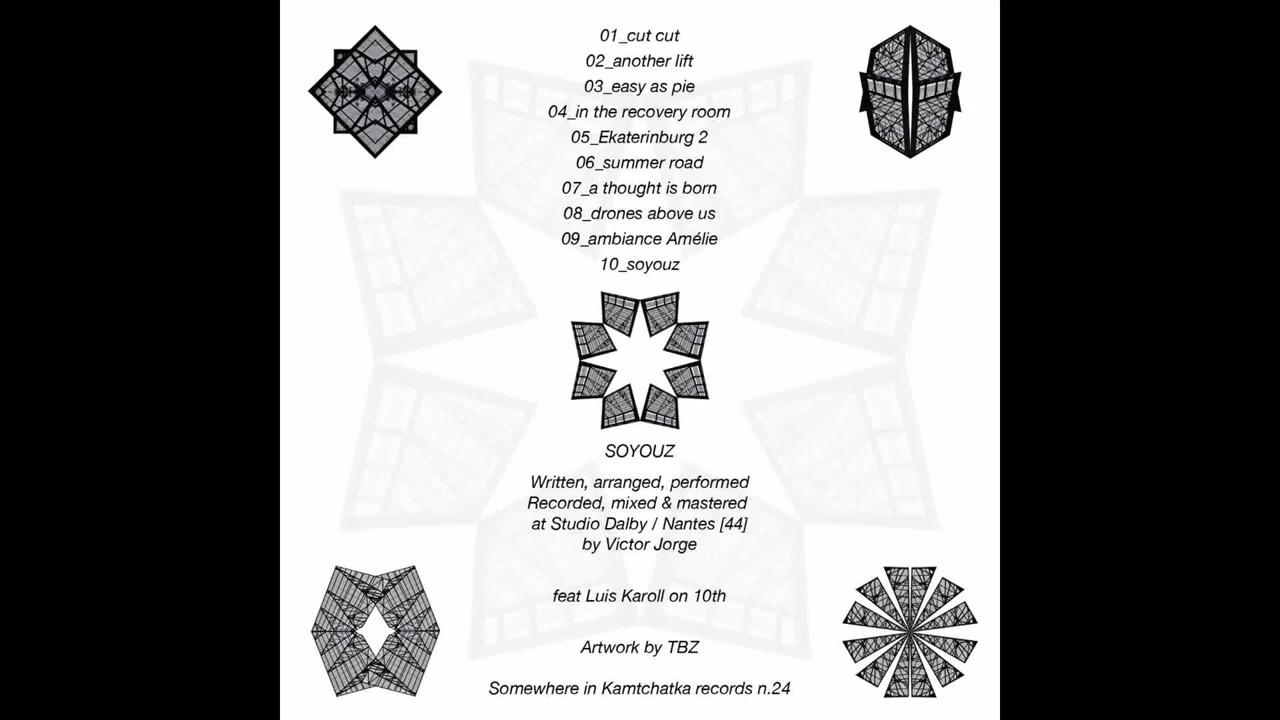 01_cut cut
02_another lift
03_easy as pie
04_in the recovery room
05_Ekaterinburg 2
06_summer road
07_a thought is born
08_drones above us
09_ambiance Amélie
10_soyouz
SOYOUZ
Written, arranged, performed
Recorded, mixed & mastered
at Studio Dalby / Nantes [44]
by Victor Jorge
feat Luis Karoll on 10th
Artwork by TBZ
Somewhere in Kamtchatka records n.24